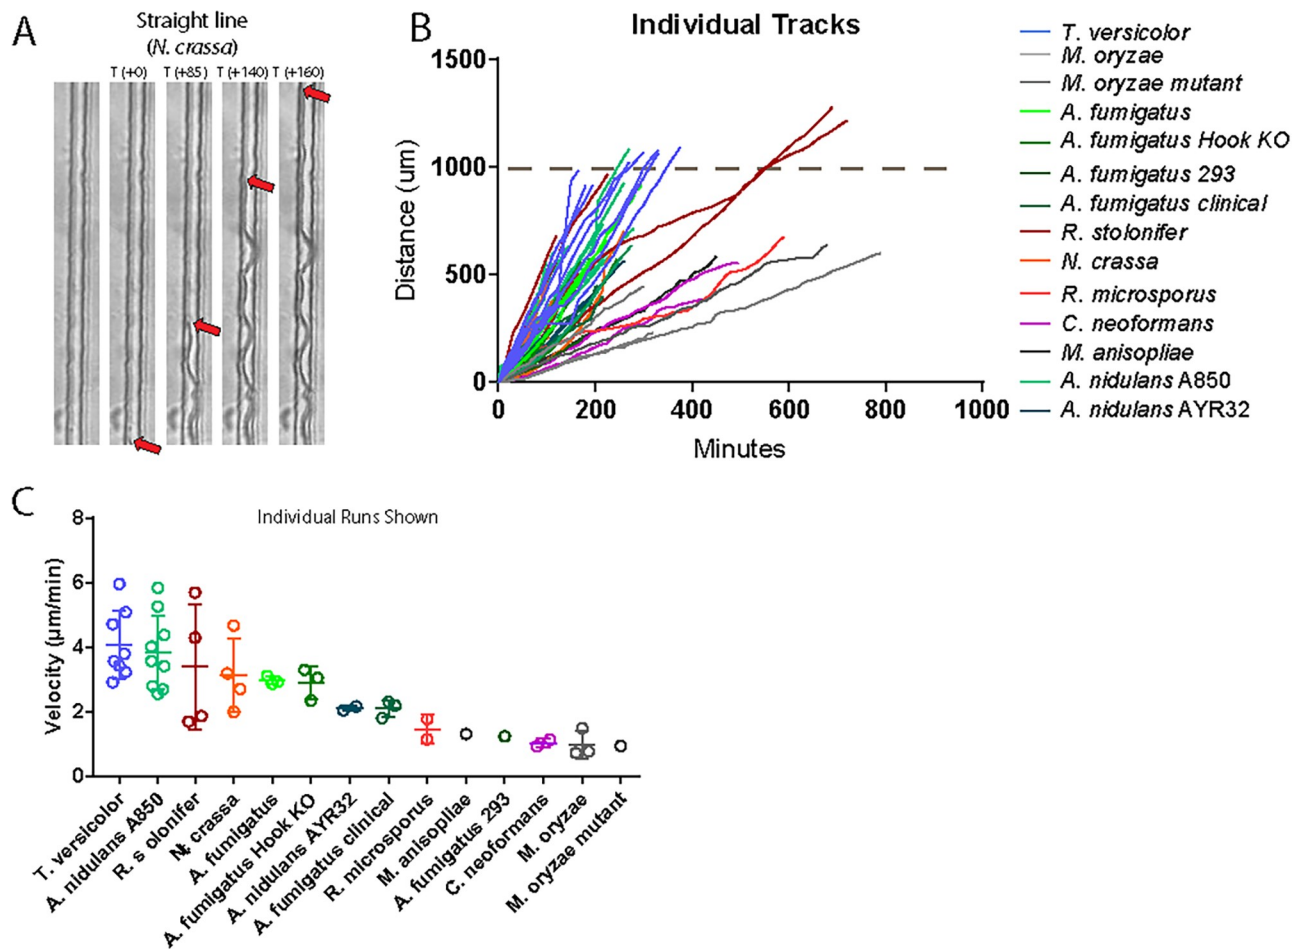 A
Straight line
(N. crassa)
T (+0) T (+85) T (+140) T (+160)
B
Individual Tracks
Distance (um)
1500
1000
500
0
0 200 400 600 800 1000
Minutes
T. versicolor
M. oryzae
M. oryzae mutant
A. fumigatus
A. fumigatus Hook KO
A. fumigatus 293
A. fumigatus clinical
R. stolonifer
N. crassa
R. microsporus
C. neoformans
M. anisopliae
A. nidulans A850
A. nidulans AYR32
C
Individual Runs Shown
Velocity (µm/min)
8
6
4
2
0
T. versicolor
A. nidulans A850
R. s olonifer
N. crassa
A. fumigatus
A. fumigatus Hook KO
A. nidulans AYR32
A. fumigatus clinical
R. microsporus
M. anisopliae
A. fumigatus 293
C. neoformans
M. oryzae
M. oryzae mutant